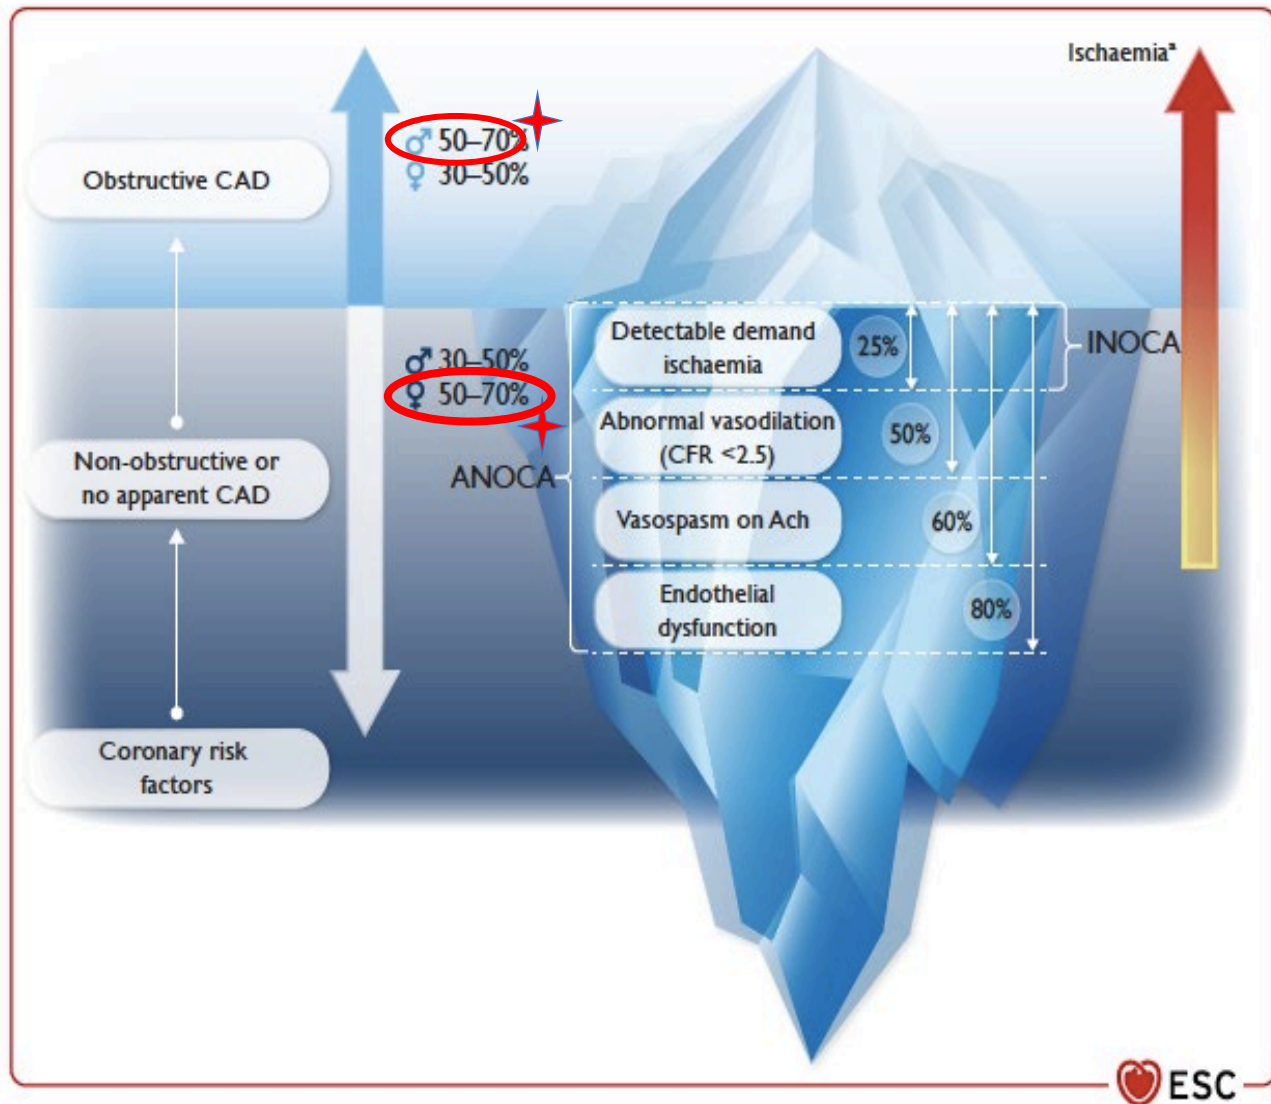 Ischaemiaª
♂ 50–70%
♀ 30–50%
Obstructive CAD
Detectable demand
ischaemia
25%
INOCA
♂ 30–50%
♀ 50–70%
Abnormal vasodilation
(CFR <2.5)
50%
Non-obstructive or
no apparent CAD
ANOCA
Vasospasm on Ach
60%
Endothelial
dysfunction
80%
Coronary risk
factors
ESC